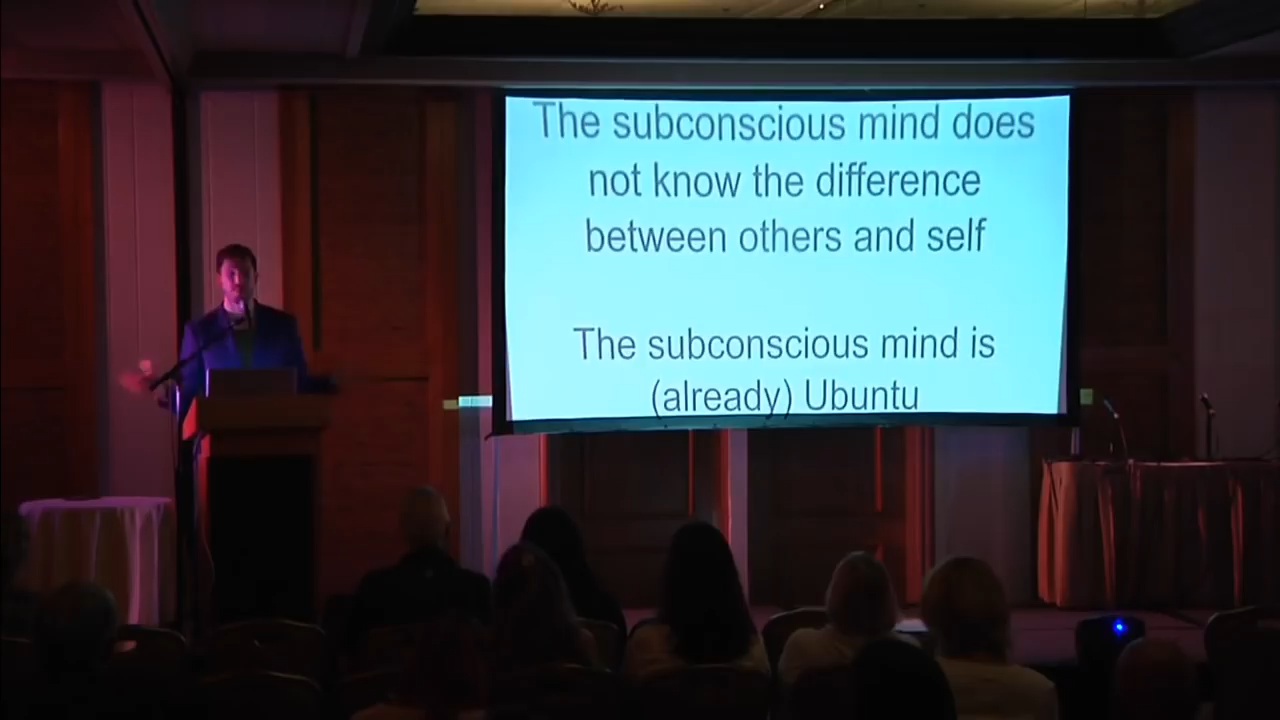 The subconscious mind does
not know the difference
between others and self
The subconscious mind is
(already) Ubuntu